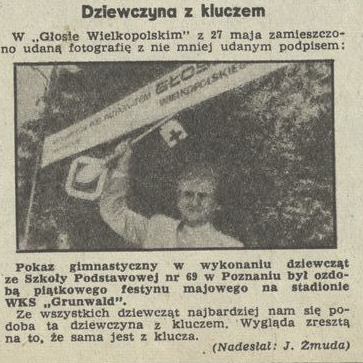 Dziewczyna z kluczem
W „Głosie Wielkopolskim” z 27 maja zamieszczo-
no udaną fotografię z nie mniej udanym podpisem:
GŁOS
WIELKOPOLSKI
Pokaz gimnastyczny w wykonaniu dziewcząt
ze Szkoły Podstawowej nr 69 w Poznaniu był ozdo-
bą piątkowego festynu majowego na stadionie
WKS „Grunwald”.
Ze wszystkich dziewcząt najbardziej nam się po-
doba ta dziewczyna z kluczem. Wygląda zresztą
na to, że sama jest z klucza.
(Nadesłał: J. Żmuda)